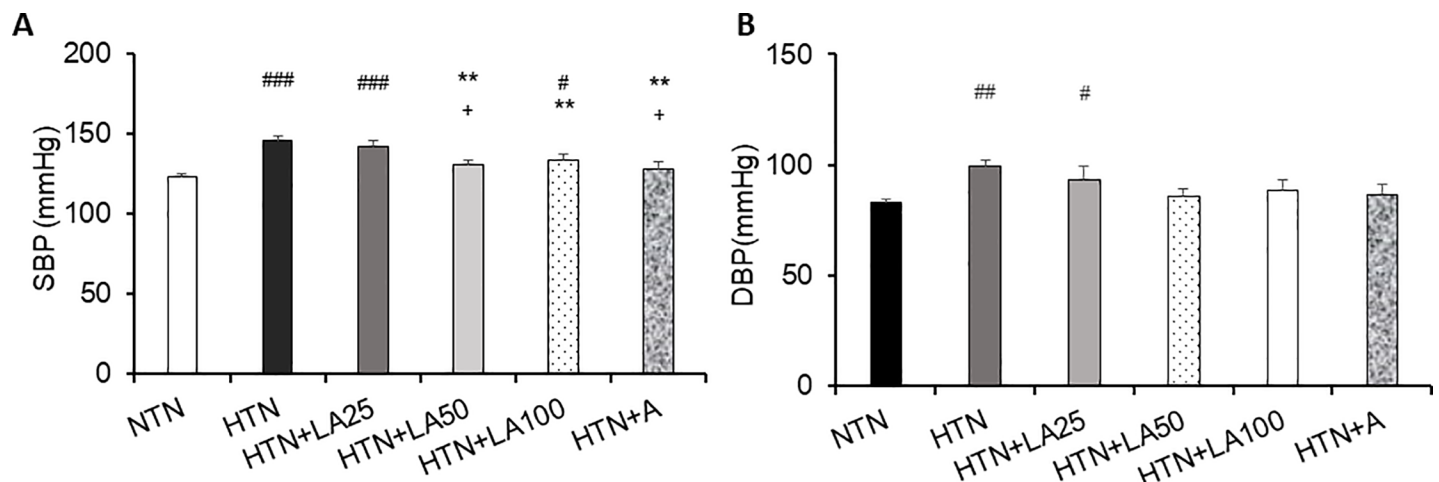 A
SBP (mmHg)
200
150
100
50
0
### ### ** # **
+ ** +
NTN HTN HTN+LA25 HTN+LA50 HTN+LA100 HTN+A
B
DBP(mmHg)
150
100
50
0
## #
NTN HTN HTN+LA25 HTN+LA50 HTN+LA100 HTN+A